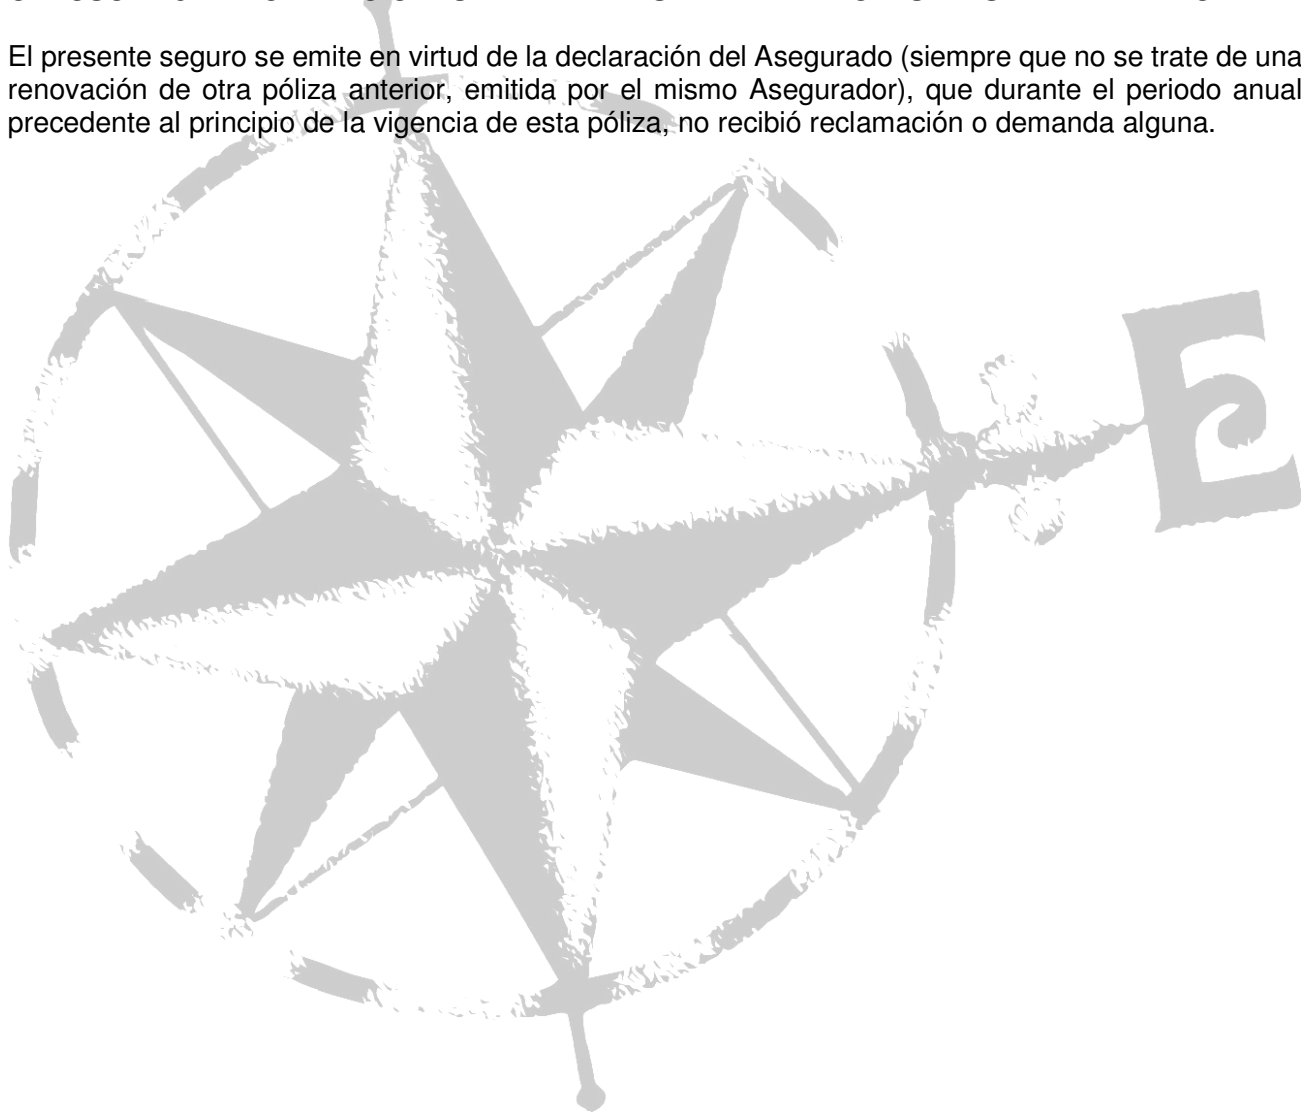 El presente seguro se emite en virtud de la declaración del Asegurado (siempre que no se trate de una
renovación de otra póliza anterior, emitida por el mismo Asegurador), que durante el periodo anual
precedente al principio de la vigencia de esta póliza, no recibió reclamación o demanda alguna.
E